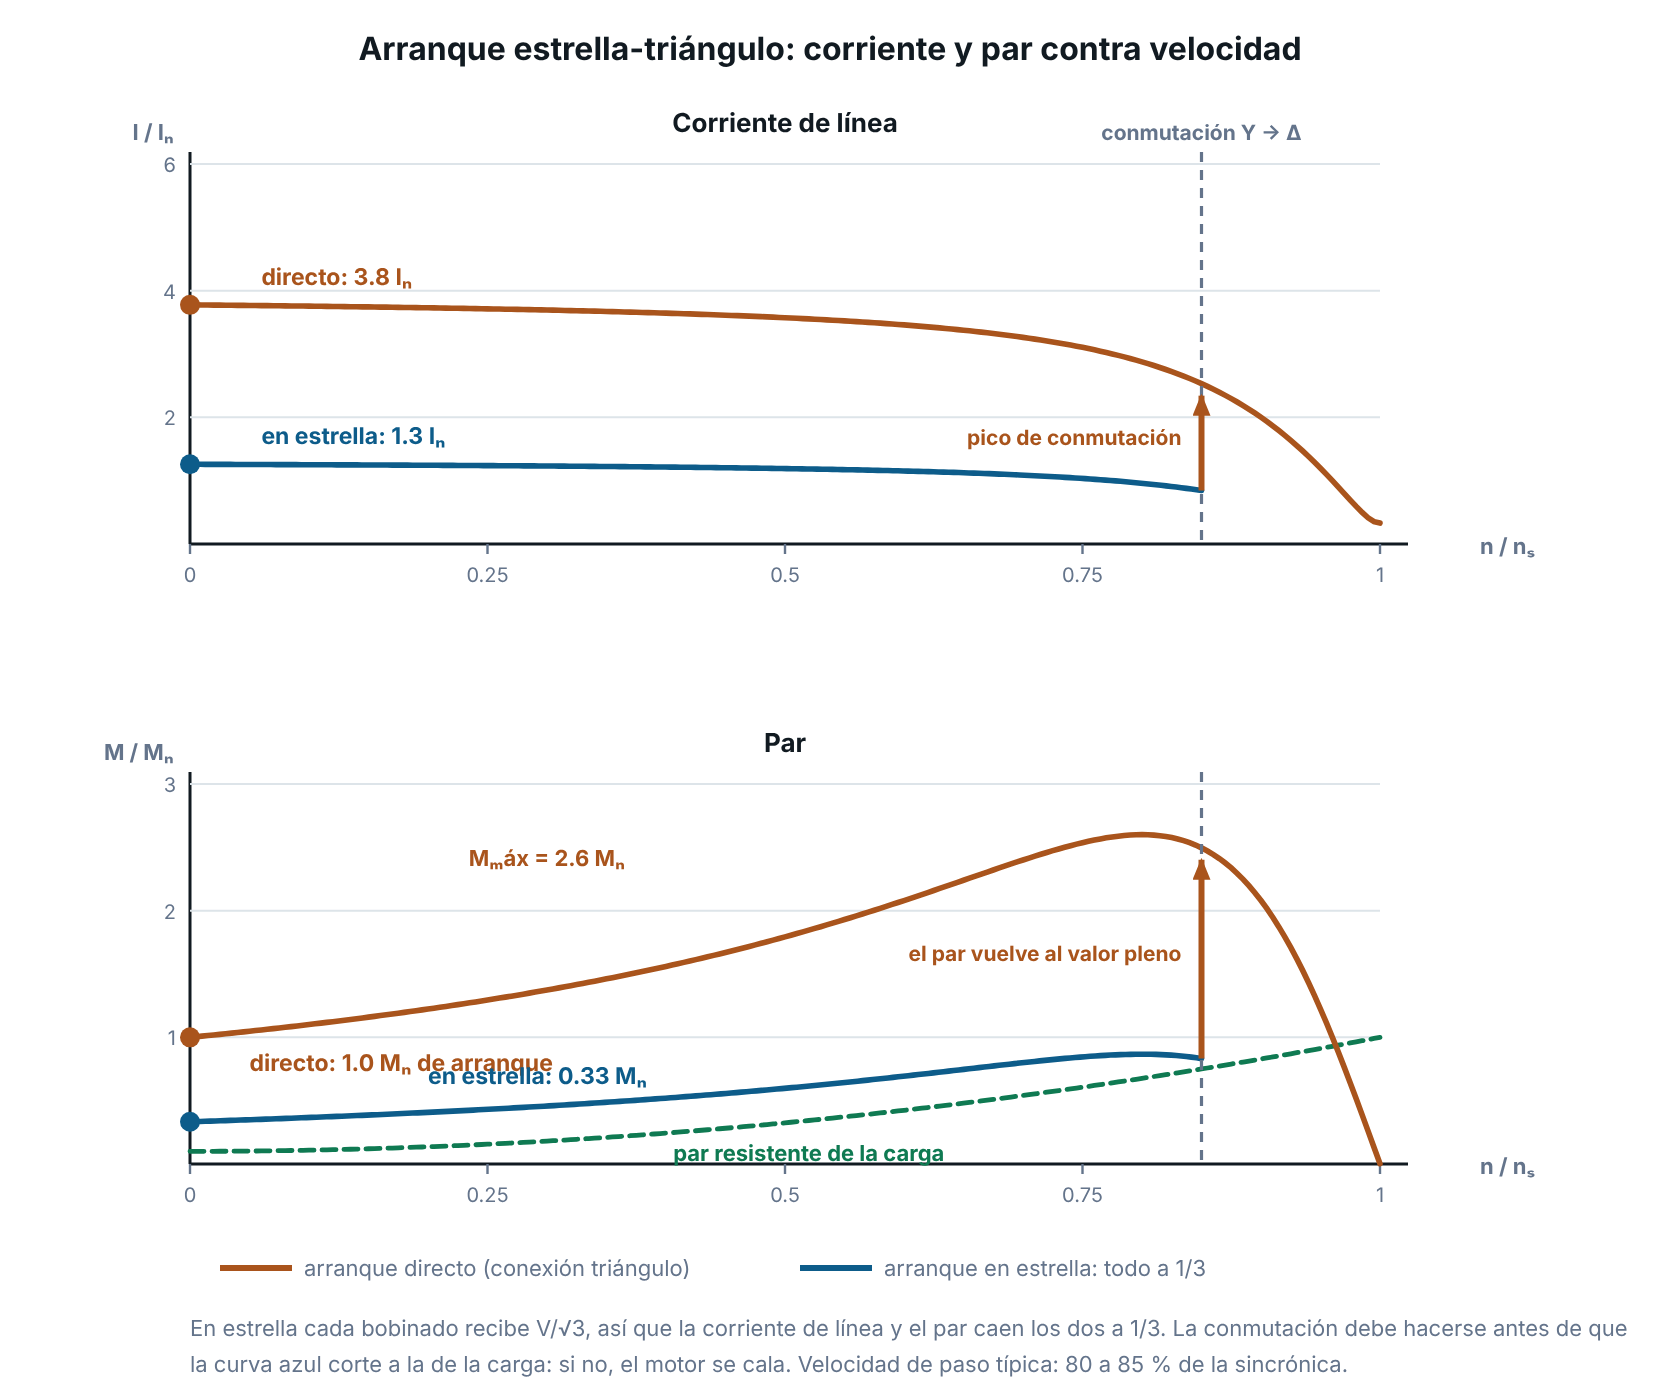 Arranque estrella-triángulo: corriente y par contra velocidad
Corriente de línea
I / Iₙ
conmutación Y → Δ
6
directo: 3.8 Iₙ
4
2
en estrella: 1.3 Iₙ
pico de conmutación
n / nₛ
0 0.25 0.5 0.75 1
Par
M / Mₙ
3
Mₘáx = 2.6 Mₙ
2
el par vuelve al valor pleno
1
directo: 1.0 Mₙ de arranque
en estrella: 0.33 Mₙ
par resistente de la carga
n / nₛ
0 0.25 0.5 0.75 1
arranque directo (conexión triángulo) arranque en estrella: todo a 1/3
En estrella cada bobinado recibe V/√3, así que la corriente de línea y el par caen los dos a 1/3. La conmutación debe hacerse antes de que
la curva azul corte a la de la carga: si no, el motor se cala. Velocidad de paso típica: 80 a 85 % de la sincrónica.